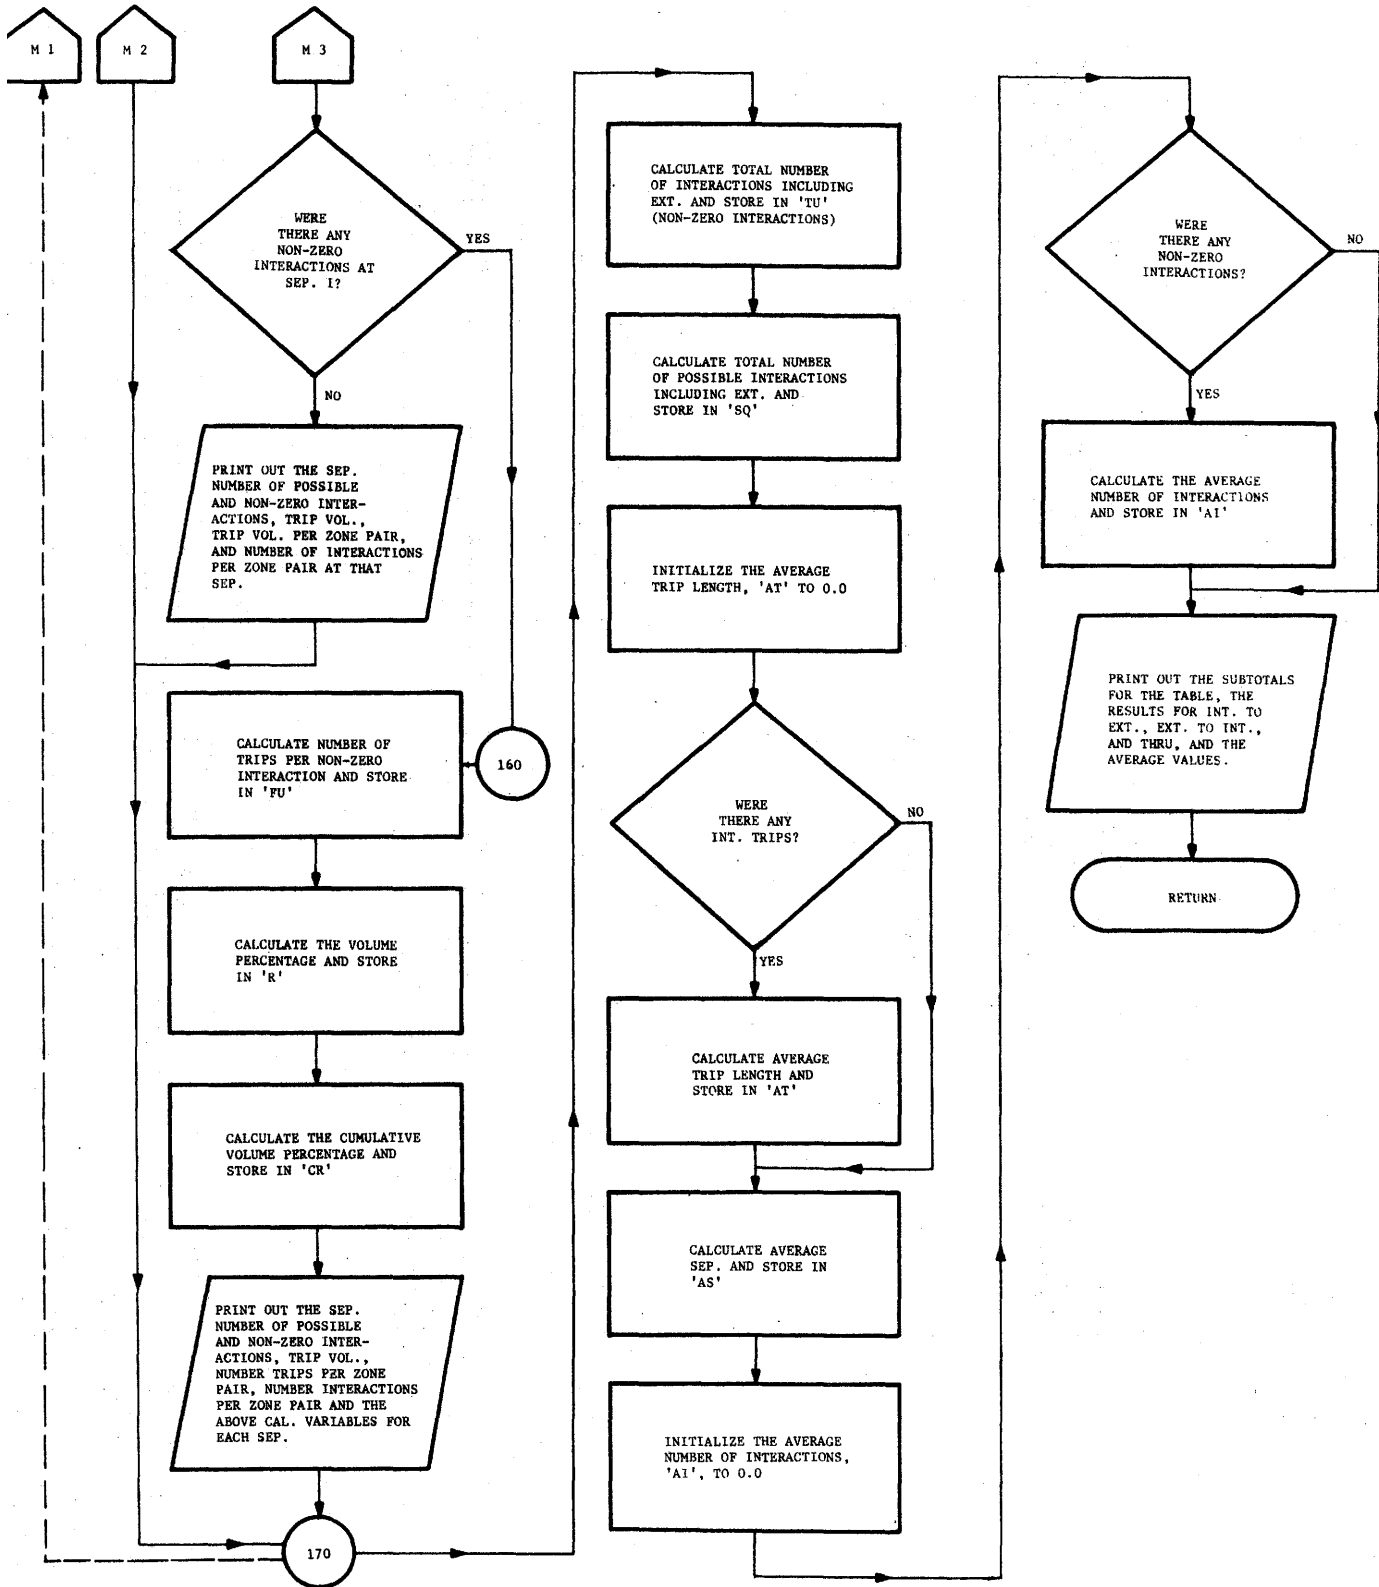 M 1
M 2
M 3
WERE
THERE ANY
NON-ZERO
INTERACTIONS AT
SEP. I?
YES
NO
PRINT OUT THE SEP.
NUMBER OF POSSIBLE
AND NON-ZERO INTER-
ACTIONS, TRIP VOL.,
TRIP VOL. PER ZONE PAIR,
AND NUMBER OF INTERACTIONS
PER ZONE PAIR AT THAT
SEP.
CALCULATE NUMBER OF
TRIPS PER NON-ZERO
INTERACTION AND STORE
IN 'FU'
160
CALCULATE THE VOLUME
PERCENTAGE AND STORE
IN 'R'
CALCULATE THE CUMULATIVE
VOLUME PERCENTAGE AND
STORE IN 'CR'
PRINT OUT THE SEP.
NUMBER OF POSSIBLE
AND NON-ZERO INTER-
ACTIONS, TRIP VOL.,
NUMBER TRIPS PER ZONE
PAIR, NUMBER INTERACTIONS
PER ZONE PAIR AND THE
ABOVE CAL. VARIABLES FOR
EACH SEP.
170
CALCULATE TOTAL NUMBER
OF INTERACTIONS INCLUDING
EXT. AND STORE IN 'TU'
(NON-ZERO INTERACTIONS)
CALCULATE TOTAL NUMBER
OF POSSIBLE INTERACTIONS
INCLUDING EXT. AND
STORE IN 'SQ'
INITIALIZE THE AVERAGE
TRIP LENGTH, 'AT' TO 0.0
WERE
THERE ANY
INT. TRIPS?
NO
YES
CALCULATE AVERAGE
TRIP LENGTH AND
STORE IN 'AT'
CALCULATE AVERAGE
SEP. AND STORE IN
'AS'
INITIALIZE THE AVERAGE
NUMBER OF INTERACTIONS,
'AI', TO 0.0
WERE
THERE ANY
NON-ZERO
INTERACTIONS?
NO
YES
CALCULATE THE AVERAGE
NUMBER OF INTERACTIONS
AND STORE IN 'AI'
PRINT OUT THE SUBTOTALS
FOR THE TABLE, THE
RESULTS FOR INT. TO
EXT., EXT. TO INT.,
AND THRU, AND THE
AVERAGE VALUES.
RETURN